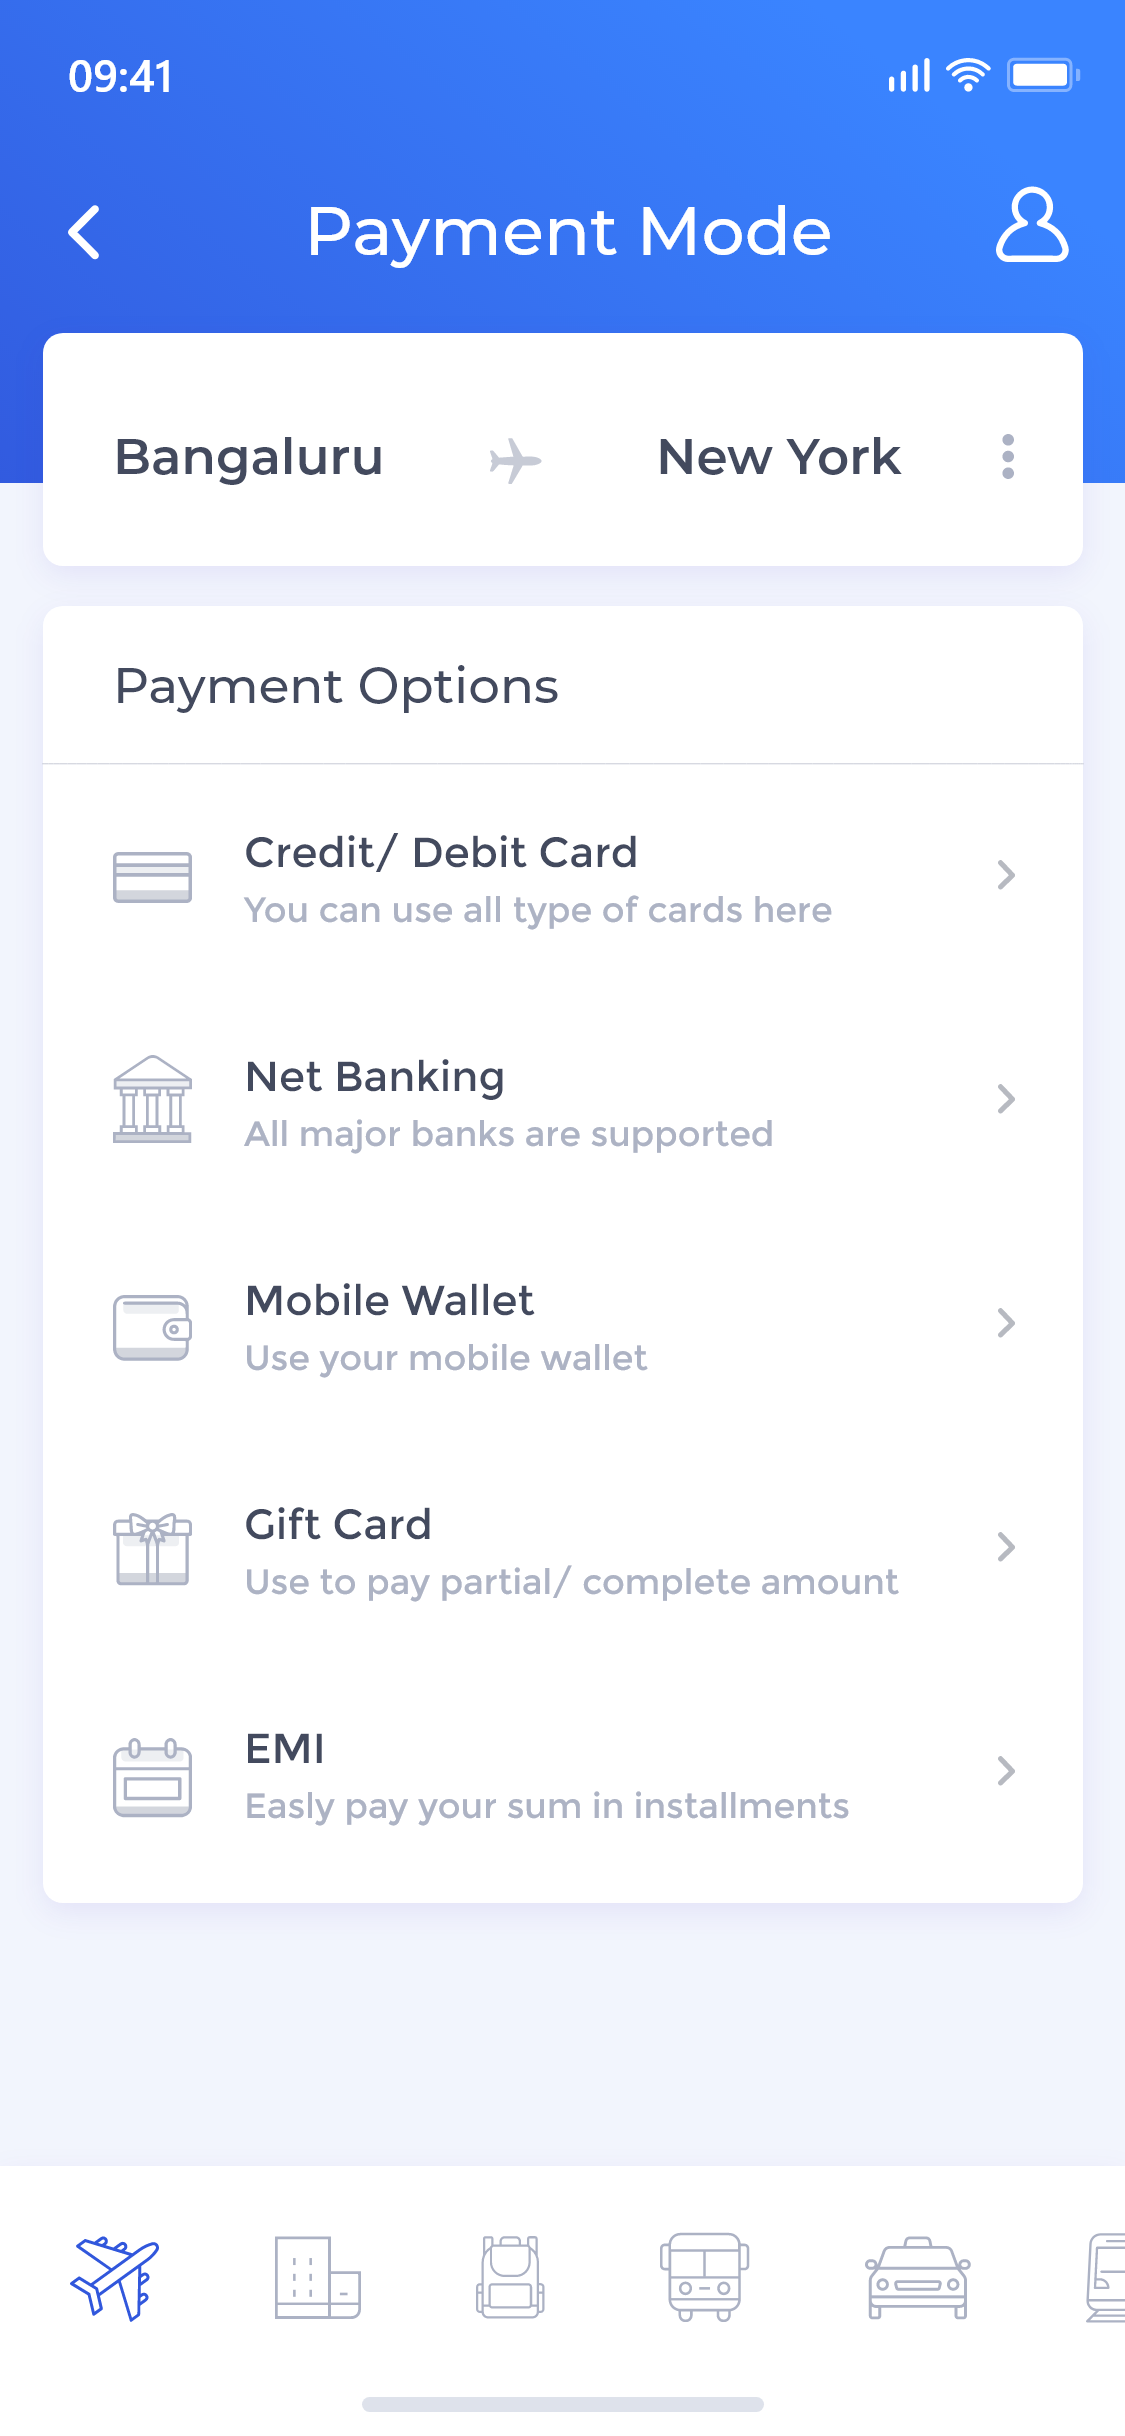 09:41
Payment Mode
Bangaluru New York
Payment Options
Credit/ Debit Card
You can use all type of cards here
Net Banking
All major banks are supported
Mobile Wallet
Use your mobile wallet
Gift Card
Use to pay partial/ complete amount
EMI
Easly pay your sum in installments